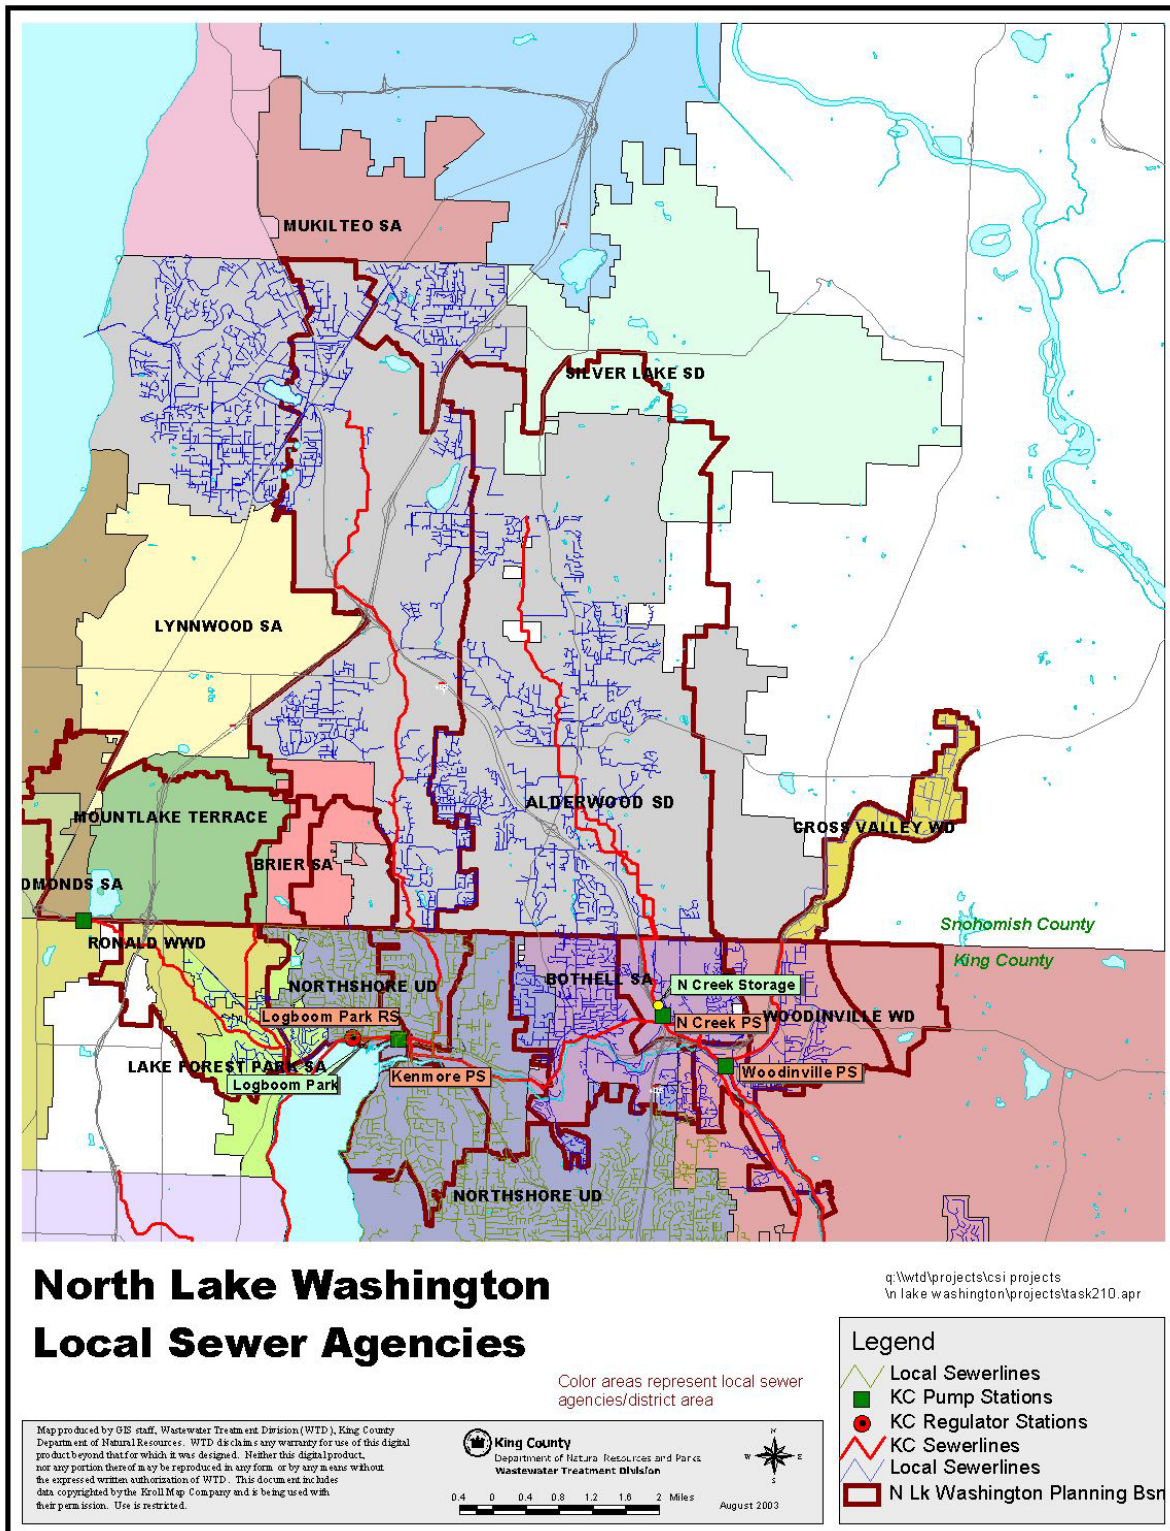 MUKILTEO SA
SILVER LAKE SD
LYNNWOOD SA
ALDERWOOD SD
MOUNTLAKE TERRACE
CROSS VALLEY WD
BRIER SA
DMONDS SA
Snohomish County
RONALD WWD
King County
BOTHELL SA
NORTHSHORE UD
N Creek Storage
Logboom Park RS
N Creek PS
WOODINVILLE WD
LAKE FOREST PARK SA
Woodinville PS
Logboom Park
Kenmore PS
NORTHSHORE UD
North Lake Washington
Local Sewer Agencies
q:\\wtd\projects\csi projects
\n lake washington\projects\task210.apr
Color areas represent local sewer
agencies/district area
Legend
Local Sewerlines
KC Pump Stations
KC Regulator Stations
KC Sewerlines
Local Sewerlines
N Lk Washington Planning Bsn
Map produced by GIS staff, Wastewater Treatment Division (WTD), King County
Department of Natural Resources. WTD disclaims any warranty for use of this digital
product beyond that for which it was designed. Neither this digital product,
nor any portion thereof may be reproduced in any form or by any means without
the expressed written authorization of WTD. This document includes
data copyrighted by the Kroll Map Company and is being used with
their permission. Use is restricted.
King County
Department of Natural Resources and Parks
Wastewater Treatment Division
N
W E
S
0.4 0 0.4 0.8 1.2 1.6 2 Miles
August 2003